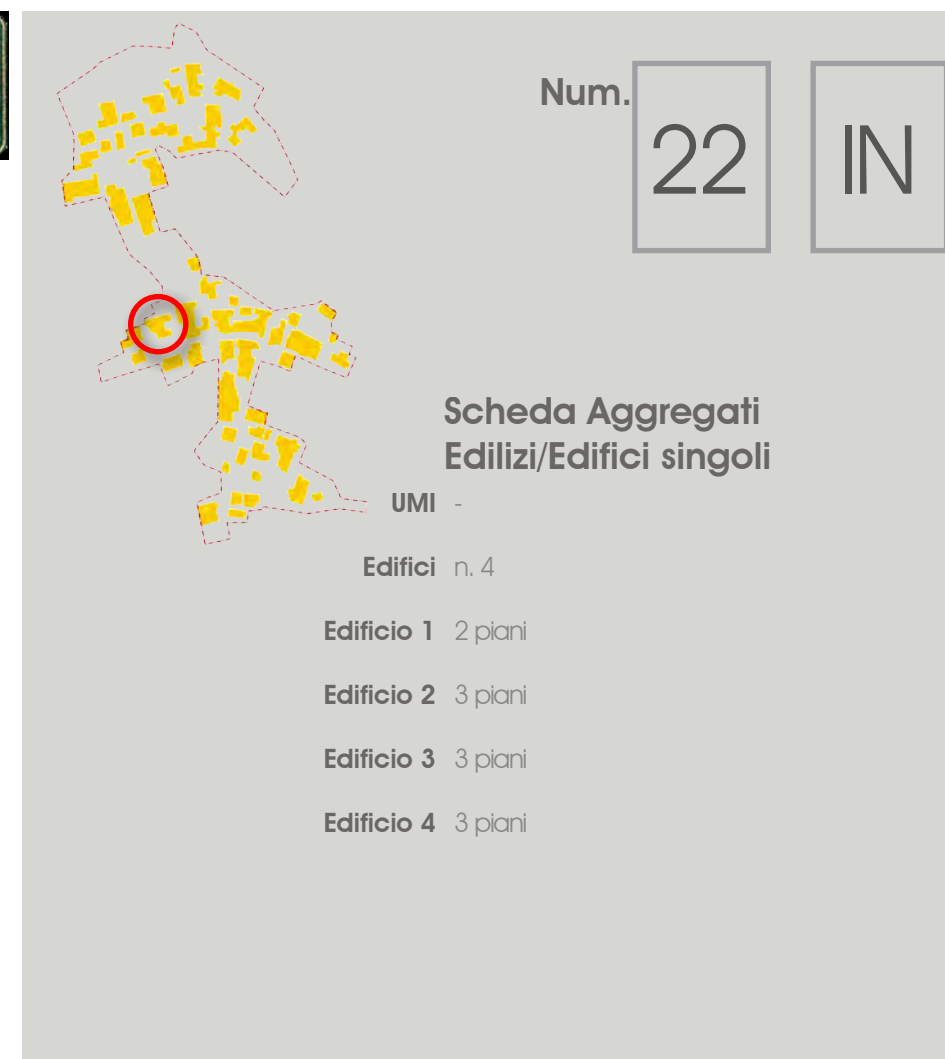 Num.
22
IN
Scheda Aggregati
Edilizi/Edifici singoli
UMI -
Edifici n. 4
Edificio 1 2 piani
Edificio 2 3 piani
Edificio 3 3 piani
Edificio 4 3 piani